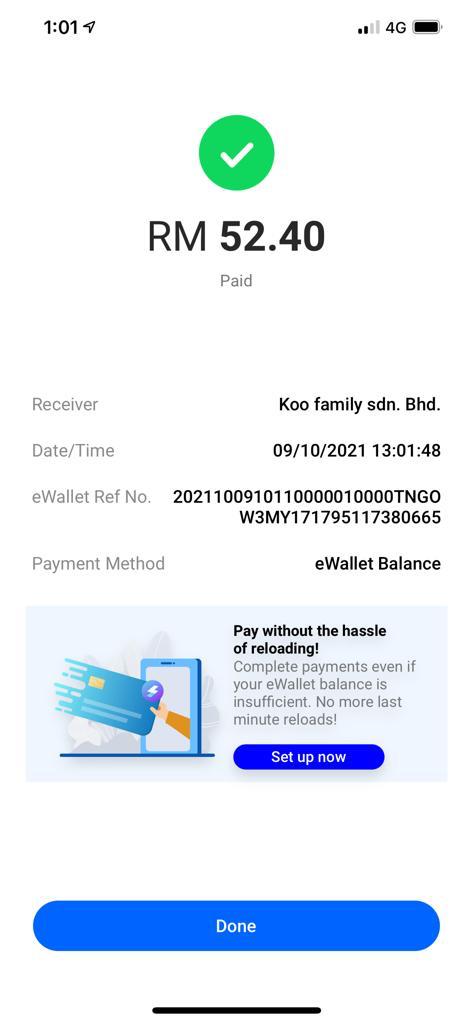 1:01
4G
RM 52.40
Paid
Receiver Koo family sdn. Bhd.
Date/Time 09/10/2021 13:01:48
eWallet Ref No. 2021100910110000010000TNGO
W3MY171795117380665
Payment Method eWallet Balance
Pay without the hassle
of reloading!
Complete payments even if
your eWallet balance is
insufficient. No more last
minute reloads!
Set up now
Done